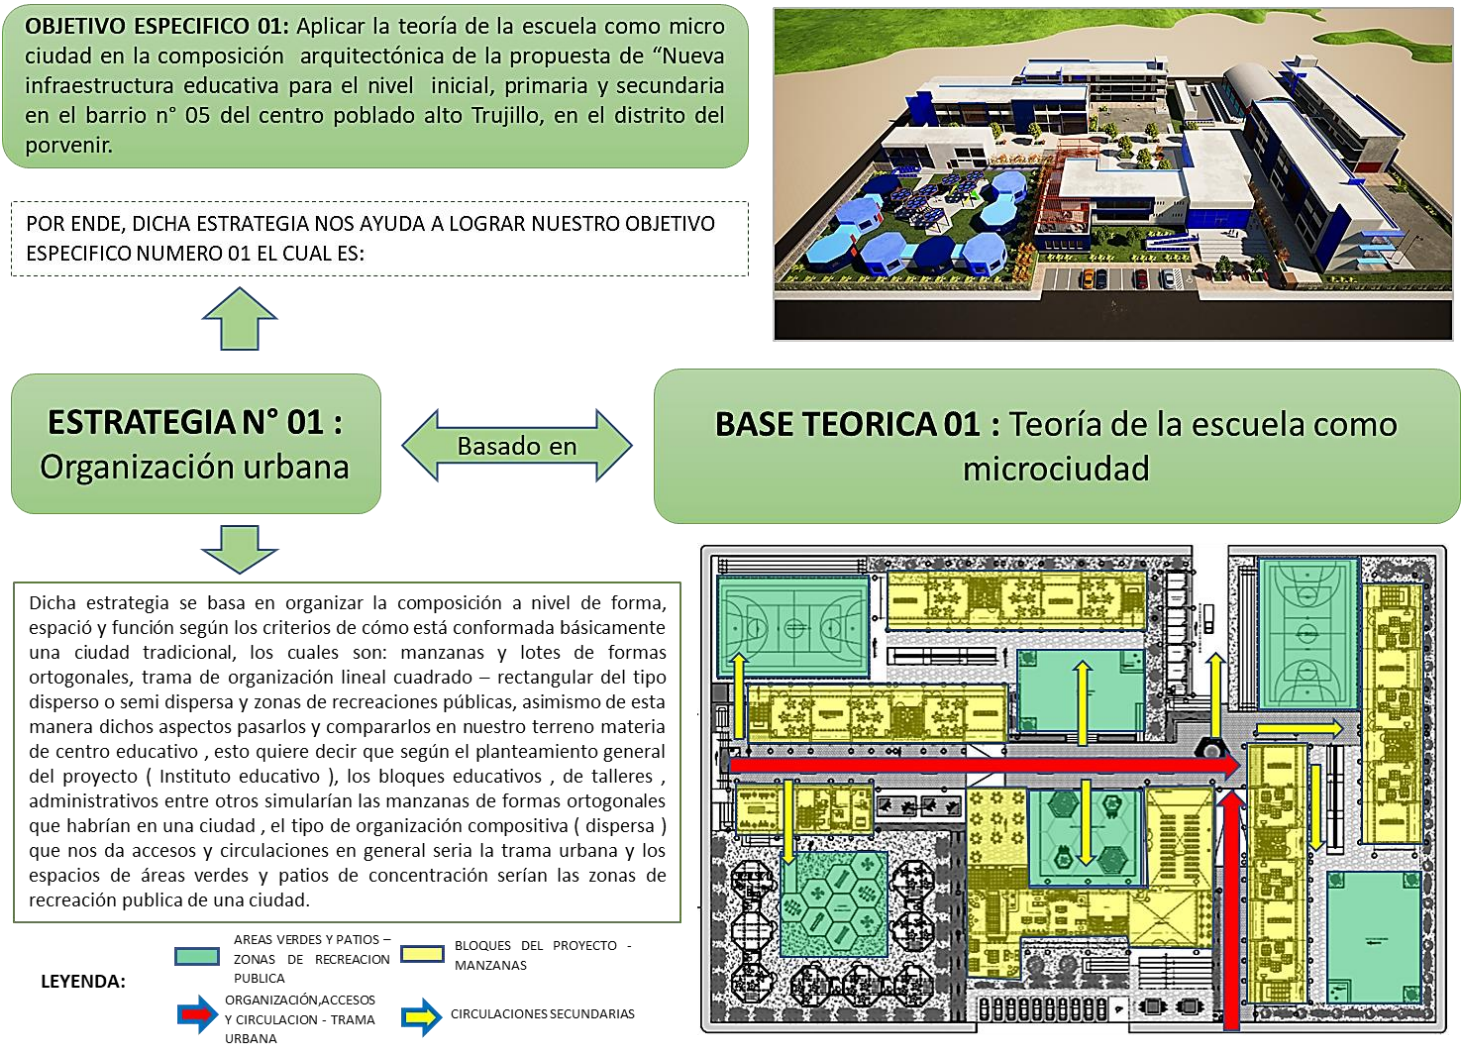 OBJETIVO ESPECIFICO 01: Aplicar la teoría de la escuela como micro
ciudad en la composición arquitectónica de la propuesta de “Nueva
infraestructura educativa para el nivel inicial, primaria y secundaria
en el barrio n° 05 del centro poblado alto Trujillo, en el distrito del
porvenir.
POR ENDE, DICHA ESTRATEGIA NOS AYUDA A LOGRAR NUESTRO OBJETIVO
ESPECIFICO NUMERO 01 EL CUAL ES:
ESTRATEGIA N° 01 :
Organización urbana
Basado en
BASE TEORICA 01 : Teoría de la escuela como
microciudad
Dicha estrategia se basa en organizar la composición a nivel de forma,
espació y función según los criterios de cómo está conformada básicamente
una ciudad tradicional, los cuales son: manzanas y lotes de formas
ortogonales, trama de organización lineal cuadrado – rectangular del tipo
disperso o semi dispersa y zonas de recreaciones públicas, asimismo de esta
manera dichos aspectos pasarlos y compararlos en nuestro terreno materia
de centro educativo , esto quiere decir que según el planteamiento general
del proyecto ( Instituto educativo ), los bloques educativos , de talleres ,
administrativos entre otros simularían las manzanas de formas ortogonales
que habrían en una ciudad , el tipo de organización compositiva ( dispersa )
que nos da accesos y circulaciones en general seria la trama urbana y los
espacios de áreas verdes y patios de concentración serían las zonas de
recreación publica de una ciudad.
LEYENDA:
AREAS VERDES Y PATIOS –
ZONAS DE RECREACION
PUBLICA
BLOQUES DEL PROYECTO -
MANZANAS
ORGANIZACIÓN,ACCESOS
Y CIRCULACION - TRAMA
URBANA
CIRCULACIONES SECUNDARIAS